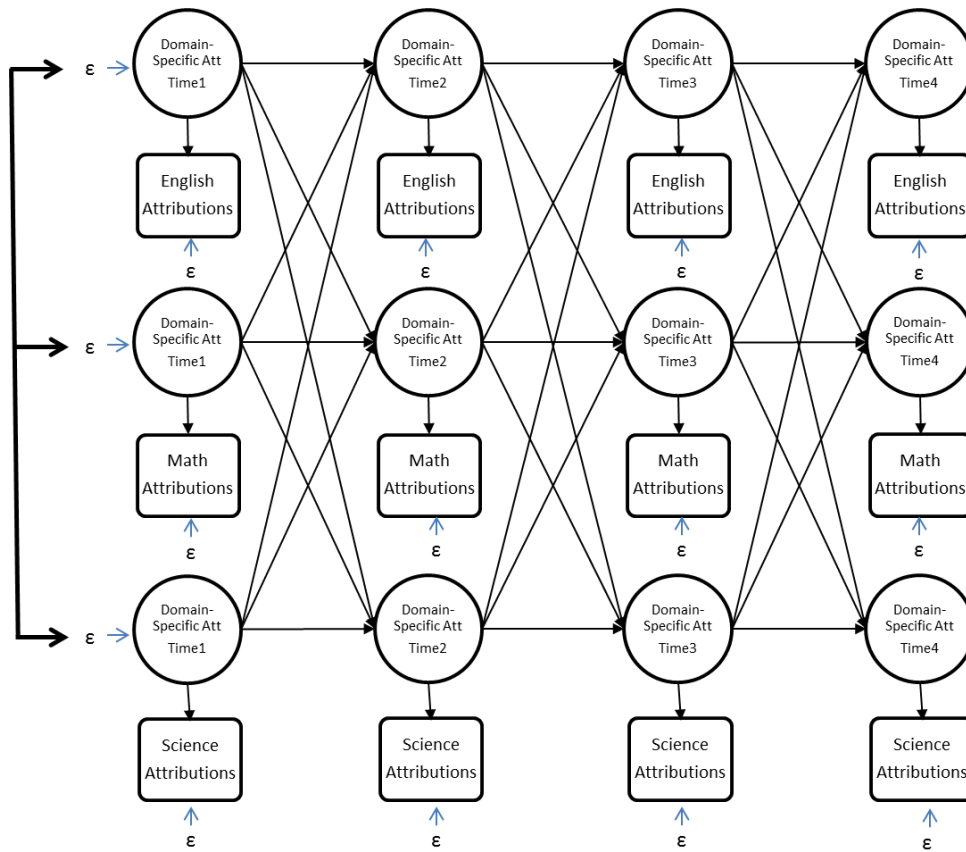 Domain-
Specific Att
Time1
Domain-
Specific Att
Time2
Domain-
Specific Att
Time3
Domain-
Specific Att
Time4
ε
English
Attributions
English
Attributions
English
Attributions
English
Attributions
ε
ε
ε
ε
Domain-
Specific Att
Time1
Domain-
Specific Att
Time2
Domain-
Specific Att
Time3
Domain-
Specific Att
Time4
ε
Math
Attributions
Math
Attributions
Math
Attributions
Math
Attributions
ε
ε
ε
ε
Domain-
Specific Att
Time1
Domain-
Specific Att
Time2
Domain-
Specific Att
Time3
Domain-
Specific Att
Time4
ε
Science
Attributions
Science
Attributions
Science
Attributions
Science
Attributions
ε
ε
ε
ε